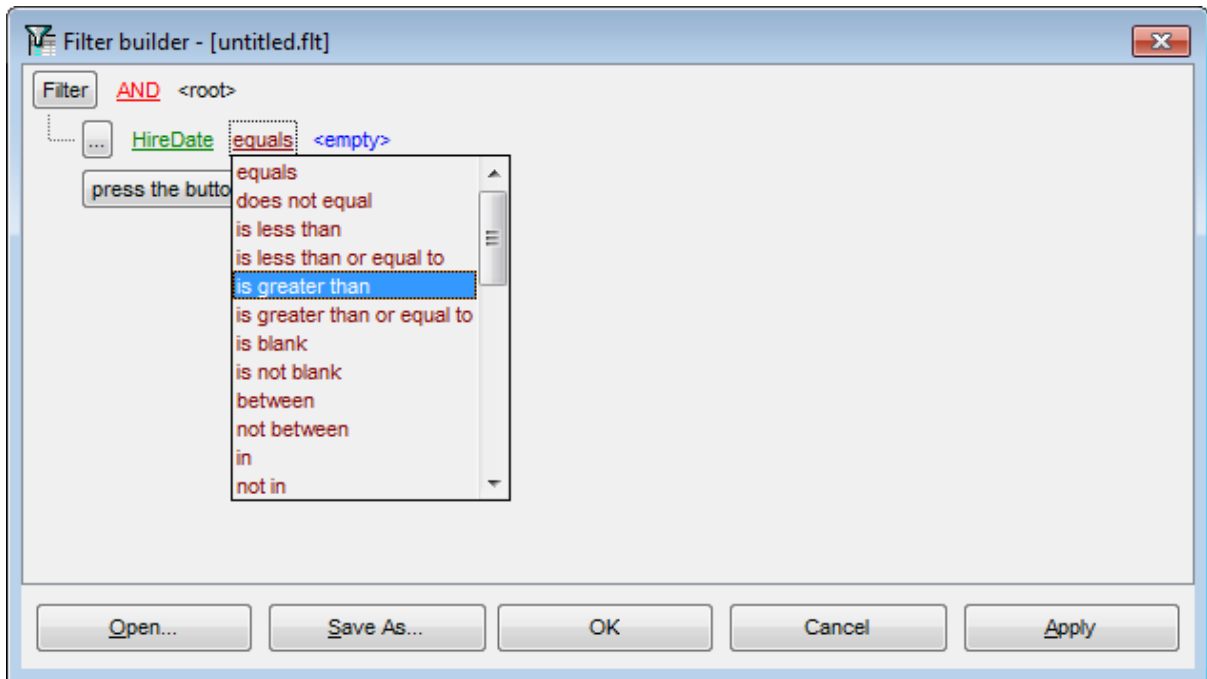 Filter builder - [untitled.flt]
Filter AND <root>
... HireDate equals <empty>
press the butto
equals
does not equal
is less than
is less than or equal to
is greater than
is greater than or equal to
is blank
is not blank
between
not between
in
not in
Open... Save As... OK Cancel Apply